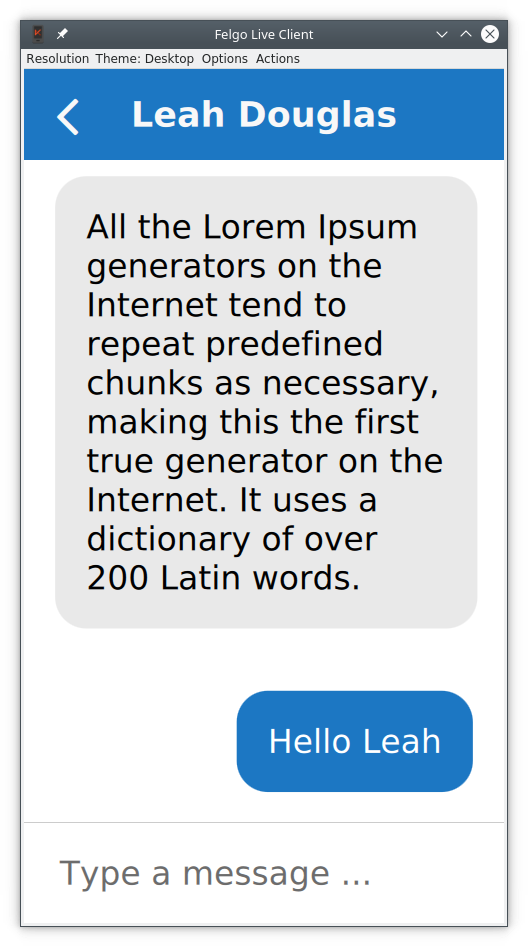 Felgo Live Client
Resolution Theme: Desktop Options Actions
Leah Douglas
All the Lorem Ipsum
generators on the
Internet tend to
repeat predefined
chunks as necessary,
making this the first
true generator on the
Internet. It uses a
dictionary of over
200 Latin words.
Hello Leah
Type a message ...